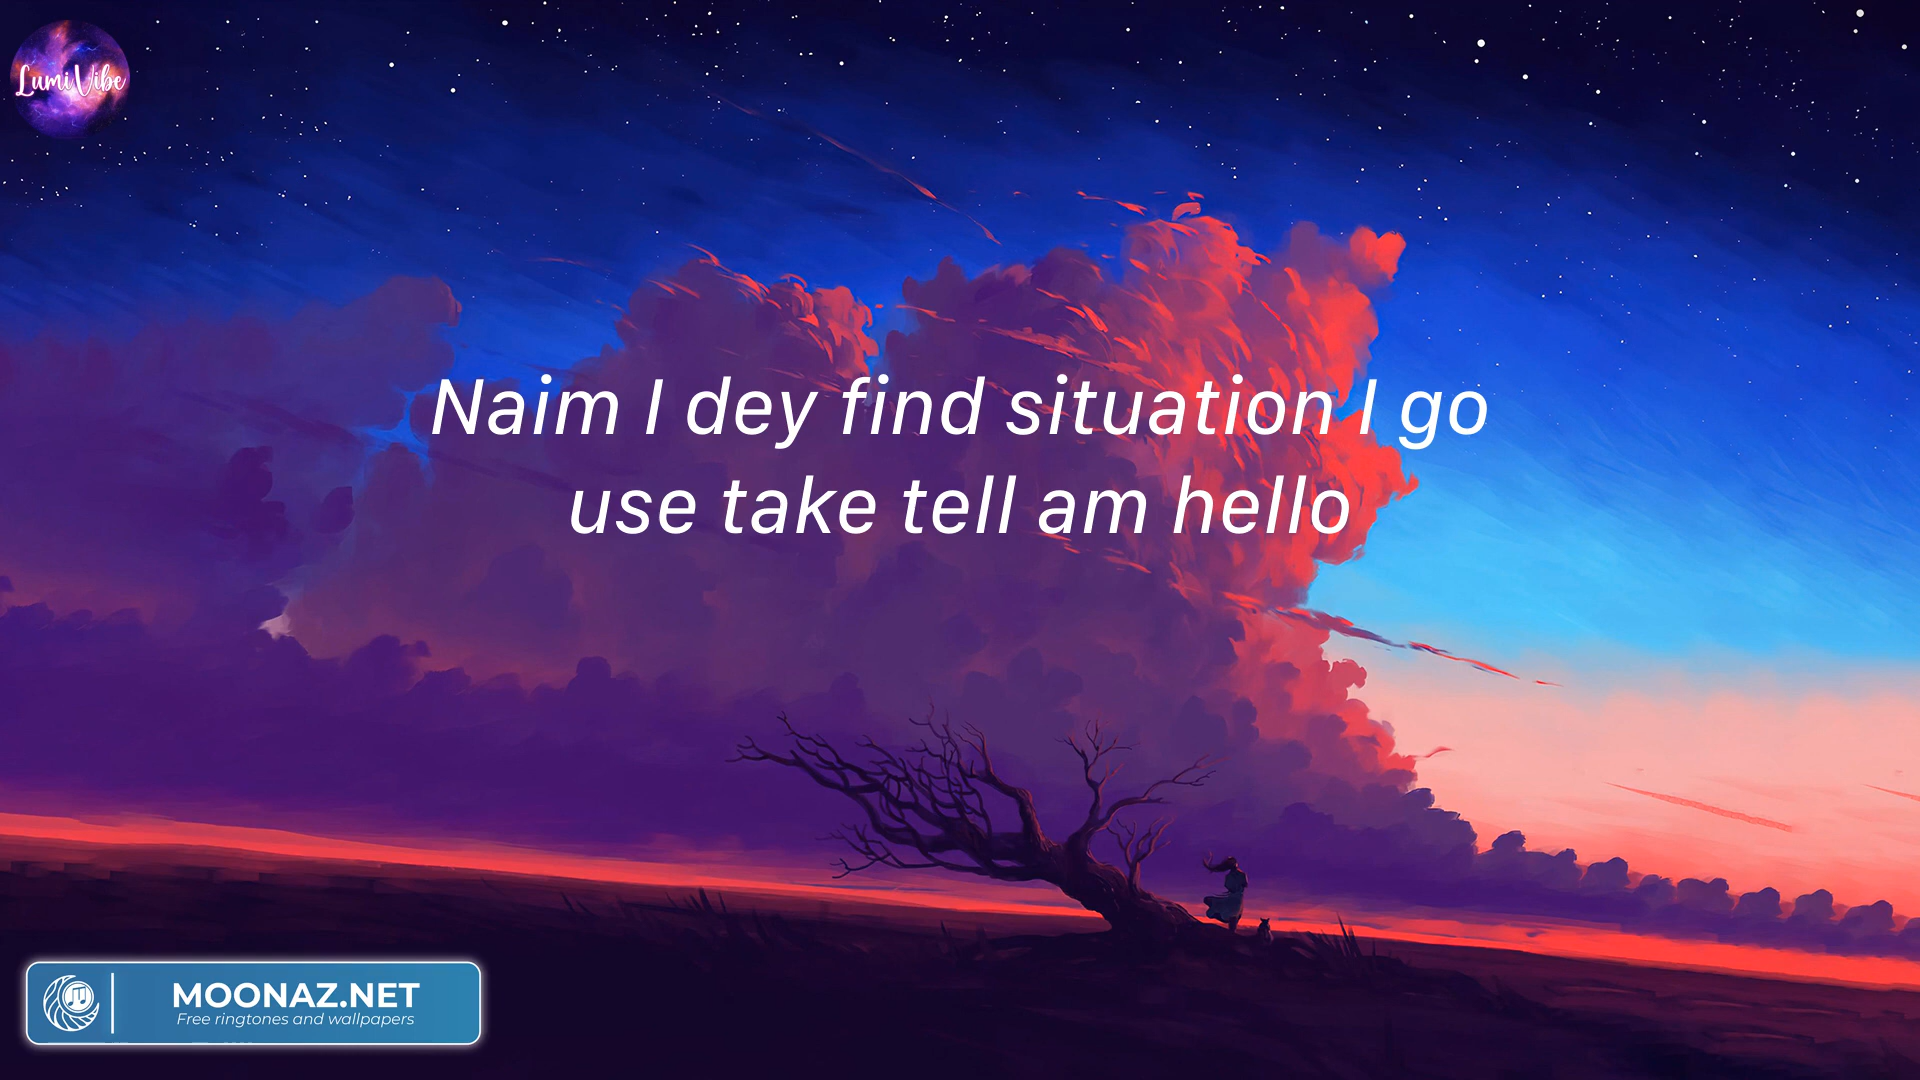 LumiVibe
Naim I dey find situation I go
use take tell am hello
MOONAZ.NET
Free ringtones and wallpapers